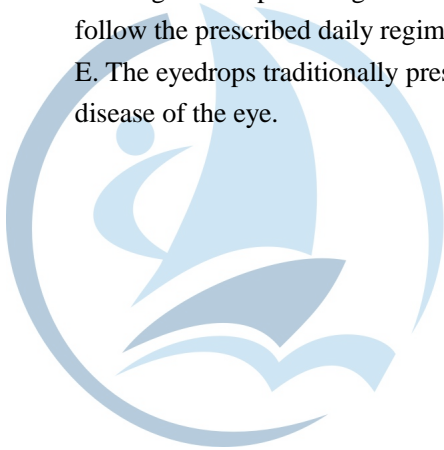 follow the prescribed daily regim
E. The eyedrops traditionally pres
disease of the eye.